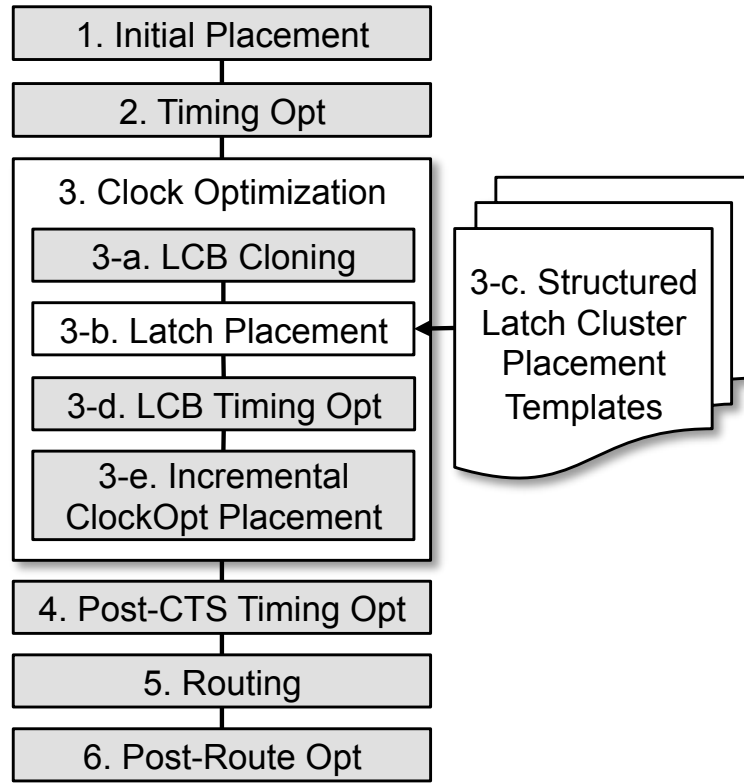 1. Initial Placement
2. Timing Opt
3. Clock Optimization
3-a. LCB Cloning
3-b. Latch Placement
3-c. Structured
Latch Cluster
Placement
Templates
3-d. LCB Timing Opt
3-e. Incremental
ClockOpt Placement
4. Post-CTS Timing Opt
5. Routing
6. Post-Route Opt